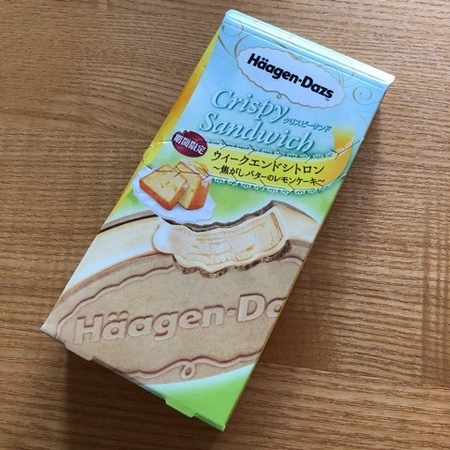 Häagen-Dazs
Crispy
クリスピーサンド
Sandwich
期間限定
ウイークエンドシトロン
～焦がしバターのレモンケーキ～
Häagen-Da